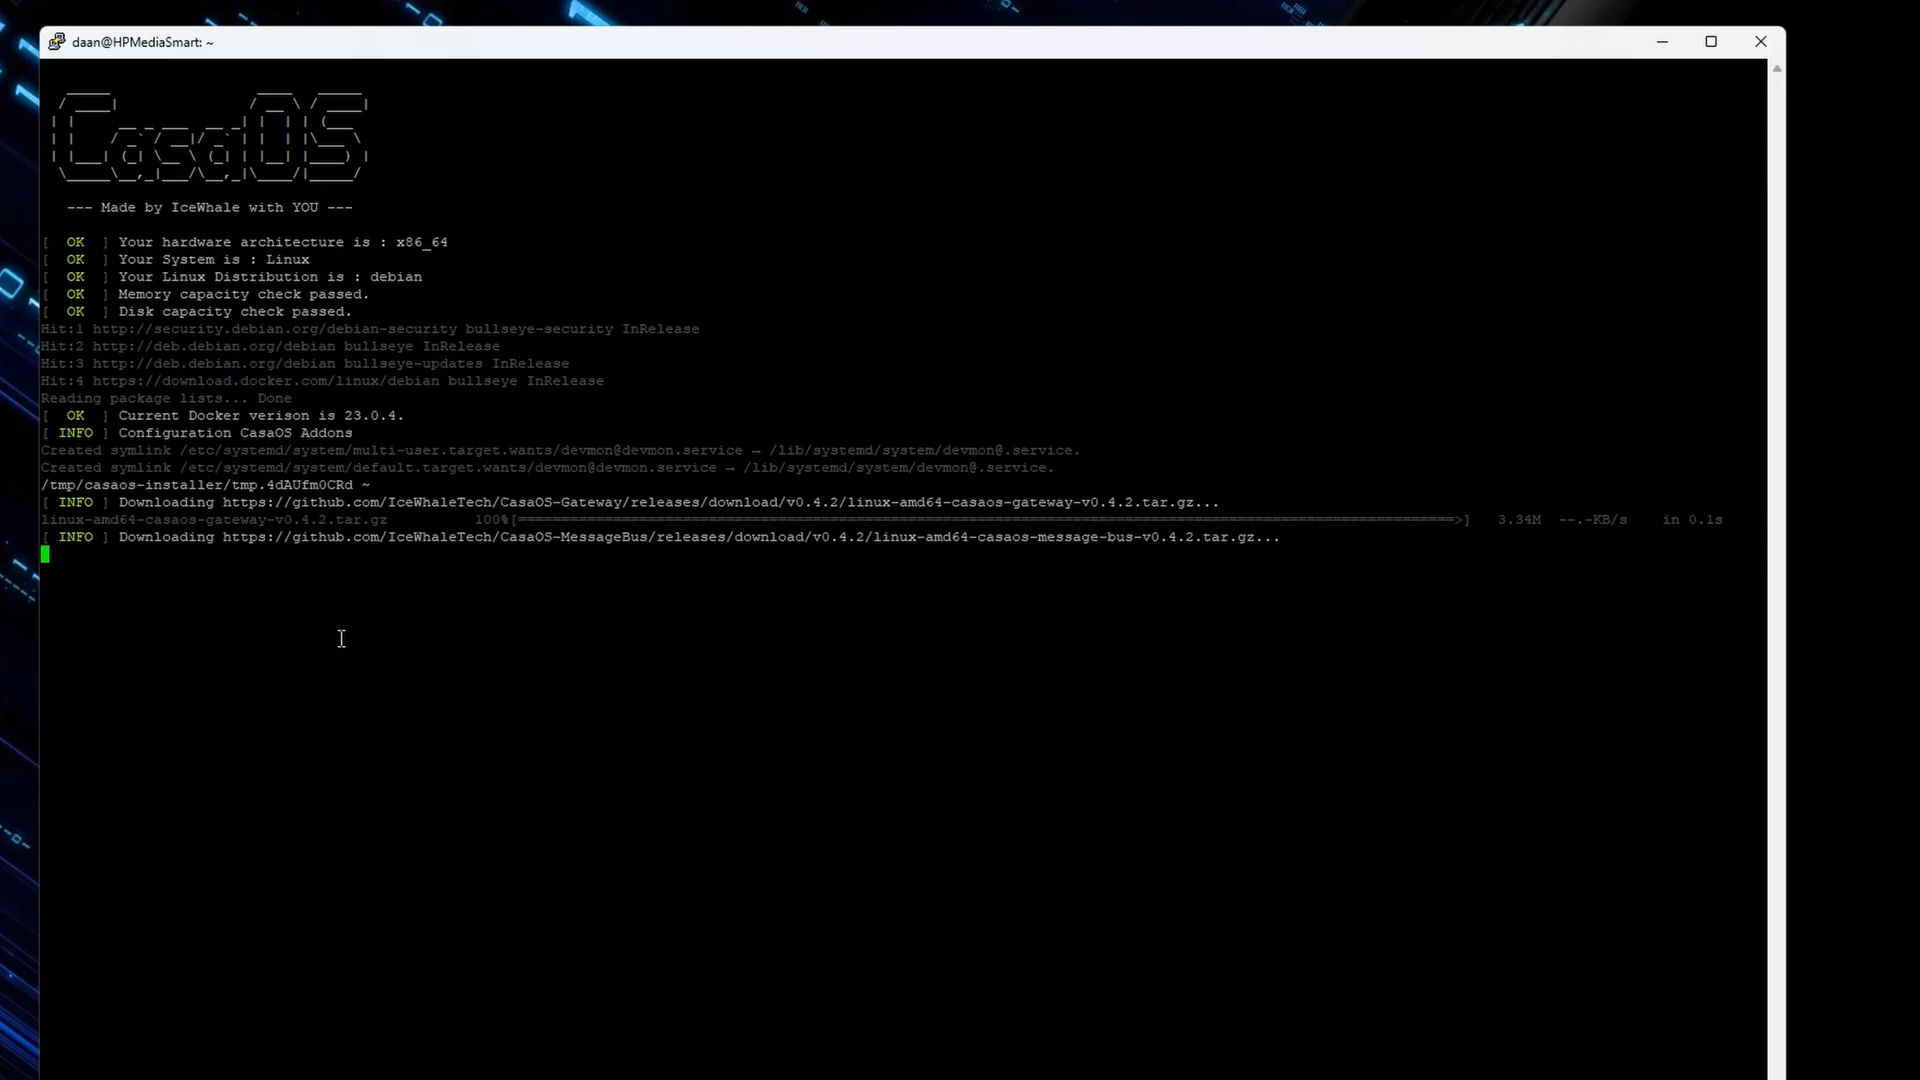 daan@HPMediaSmart: ~
CasaOS
--- Made by IceWhale with YOU ---
[ OK ] Your hardware architecture is : x86_64
[ OK ] Your System is : Linux
[ OK ] Your Linux Distribution is : debian
[ OK ] Memory capacity check passed.
[ OK ] Disk capacity check passed.
Hit:1 http://security.debian.org/debian-security bullseye-security InRelease
Hit:2 http://deb.debian.org/debian bullseye InRelease
Hit:3 http://deb.debian.org/debian bullseye-updates InRelease
Hit:4 https://download.docker.com/linux/debian bullseye InRelease
Reading package lists... Done
[ OK ] Current Docker verison is 23.0.4.
[ INFO ] Configuration CasaOS Addons
Created symlink /etc/systemd/system/multi-user.target.wants/devmon@devmon.service → /lib/systemd/system/devmon@.service.
Created symlink /etc/systemd/system/default.target.wants/devmon@devmon.service → /lib/systemd/system/devmon@.service.
/tmp/casaos-installer/tmp.4dAUfm0CRd ~
[ INFO ] Downloading https://github.com/IceWhaleTech/CasaOS-Gateway/releases/download/v0.4.2/linux-amd64-casaos-gateway-v0.4.2.tar.gz...
linux-amd64-casaos-gateway-v0.4.2.tar.gz 100%[============================================================================================================>] 3.34M --.-KB/s in 0.1s
[ INFO ] Downloading https://github.com/IceWhaleTech/CasaOS-MessageBus/releases/download/v0.4.2/linux-amd64-casaos-message-bus-v0.4.2.tar.gz...